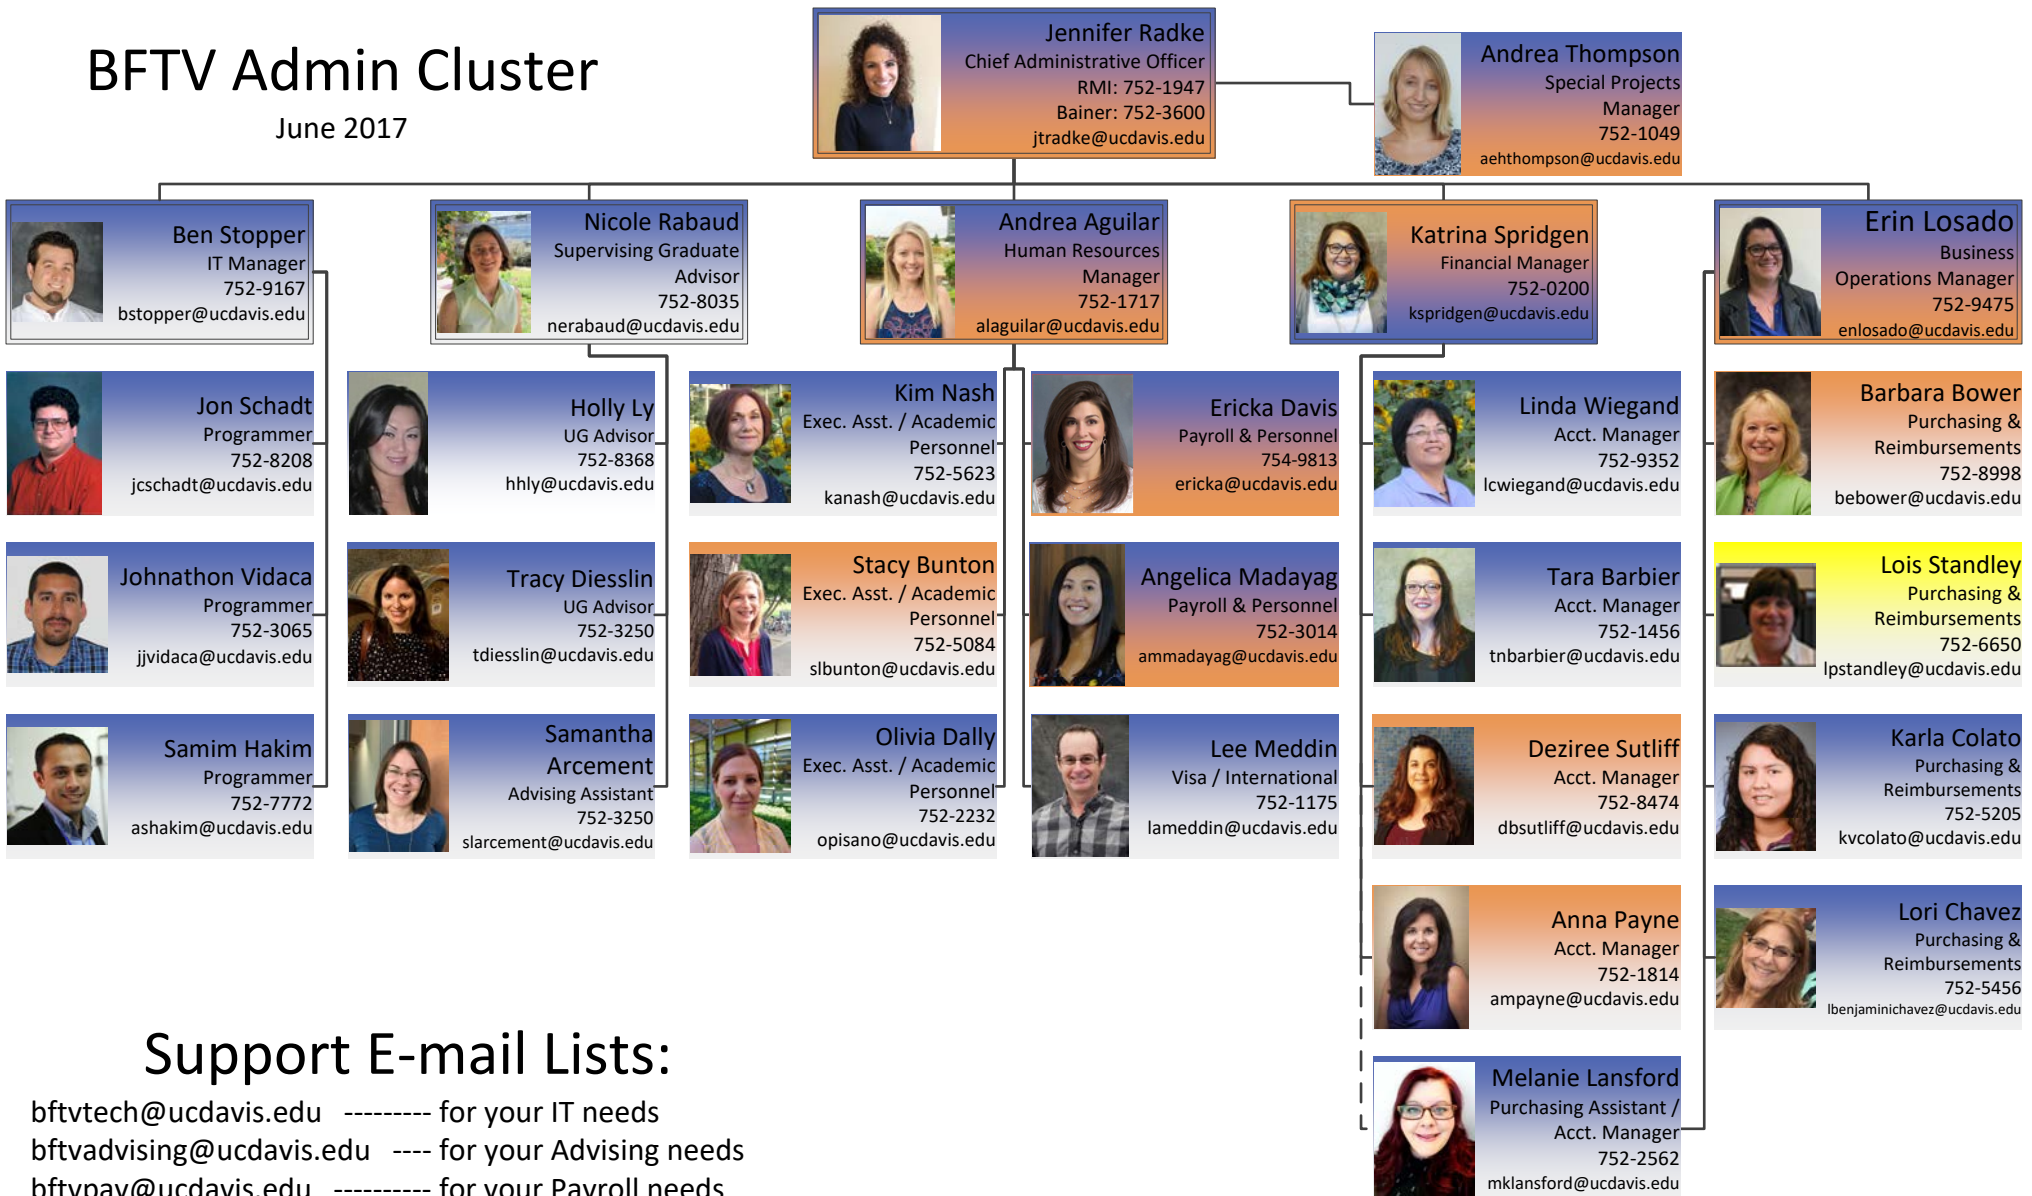 BFTV Admin Cluster
June 2017
Jennifer Radke
Chief Administrative Officer
RMI: 752-1947
Bainer: 752-3600
jtradke@ucdavis.edu
Andrea Thompson
Special Projects
Manager
752-1049
aehthompson@ucdavis.edu
Ben Stopper
IT Manager
752-9167
bstopper@ucdavis.edu
Nicole Rabaud
Supervising Graduate
Advisor
752-8035
nerabaud@ucdavis.edu
Andrea Aguilar
Human Resources
Manager
752-1717
alaguilar@ucdavis.edu
Katrina Spridgen
Financial Manager
752-0200
kspridgen@ucdavis.edu
Erin Losado
Business
Operations Manager
752-9475
enlosado@ucdavis.edu
Jon Schadt
Programmer
752-8208
jcschadt@ucdavis.edu
Holly Ly
UG Advisor
752-8368
hhly@ucdavis.edu
Kim Nash
Exec. Asst. / Academic
Personnel
752-5623
kanash@ucdavis.edu
Ericka Davis
Payroll & Personnel
754-9813
ericka@ucdavis.edu
Linda Wiegand
Acct. Manager
752-9352
lcwiegand@ucdavis.edu
Barbara Bower
Purchasing &
Reimbursements
752-8998
bebower@ucdavis.edu
Johnathon Vidaca
Programmer
752-3065
jjvidaca@ucdavis.edu
Tracy Diesslin
UG Advisor
752-3250
tdiesslin@ucdavis.edu
Stacy Bunton
Exec. Asst. / Academic
Personnel
752-5084
slbunton@ucdavis.edu
Angelica Madayag
Payroll & Personnel
752-3014
ammadayag@ucdavis.edu
Tara Barbier
Acct. Manager
752-1456
tnbarbier@ucdavis.edu
Lois Standley
Purchasing &
Reimbursements
752-6650
lpstandley@ucdavis.edu
Samim Hakim
Programmer
752-7772
ashakim@ucdavis.edu
Samantha
Arcement
Advising Assistant
752-3250
slarcement@ucdavis.edu
Olivia Dally
Exec. Asst. / Academic
Personnel
752-2232
opisano@ucdavis.edu
Lee Meddin
Visa / International
752-1175
lameddin@ucdavis.edu
Deziree Sutliff
Acct. Manager
752-8474
dbsutliff@ucdavis.edu
Karla Colato
Purchasing &
Reimbursements
752-5205
kvcolato@ucdavis.edu
Anna Payne
Acct. Manager
752-1814
ampayne@ucdavis.edu
Lori Chavez
Purchasing &
Reimbursements
752-5456
lbenjaminichavez@ucdavis.edu
Melanie Lansford
Purchasing Assistant /
Acct. Manager
752-2562
mklansford@ucdavis.edu
Support E-mail Lists:
bftvtech@ucdavis.edu --------- for your IT needs
bftvadvising@ucdavis.edu ---- for your Advising needs
bftvpay@ucdavis.edu ---------- for your Payroll needs